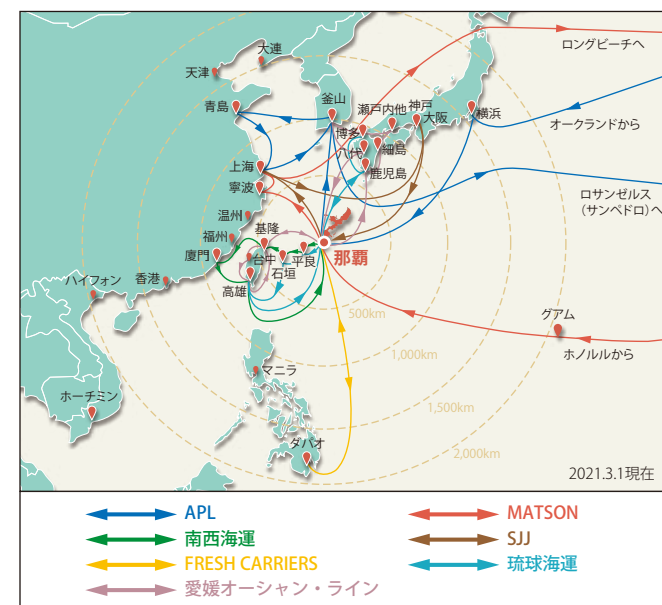 ロングビーチへ
大連
天津
釜山
瀬戸内他
神戸
青島
大阪
横浜
博多
オークランドから
八代
細島
上海
鹿児島
寧波
ロサンゼルス
(サンペドロ)へ
温州
福州
基隆
廈門
台中
平良
石垣
那覇
ハイフォン
香港
高雄
500km
グアム
ホノルルから
1,000km
マニラ
ホーチミン
1,500km
ダバオ
2,000km
2021.3.1現在
APL
MATSON
南西海運
SJJ
FRESH CARRIERS
琉球海運
愛媛オーシャン・ライン